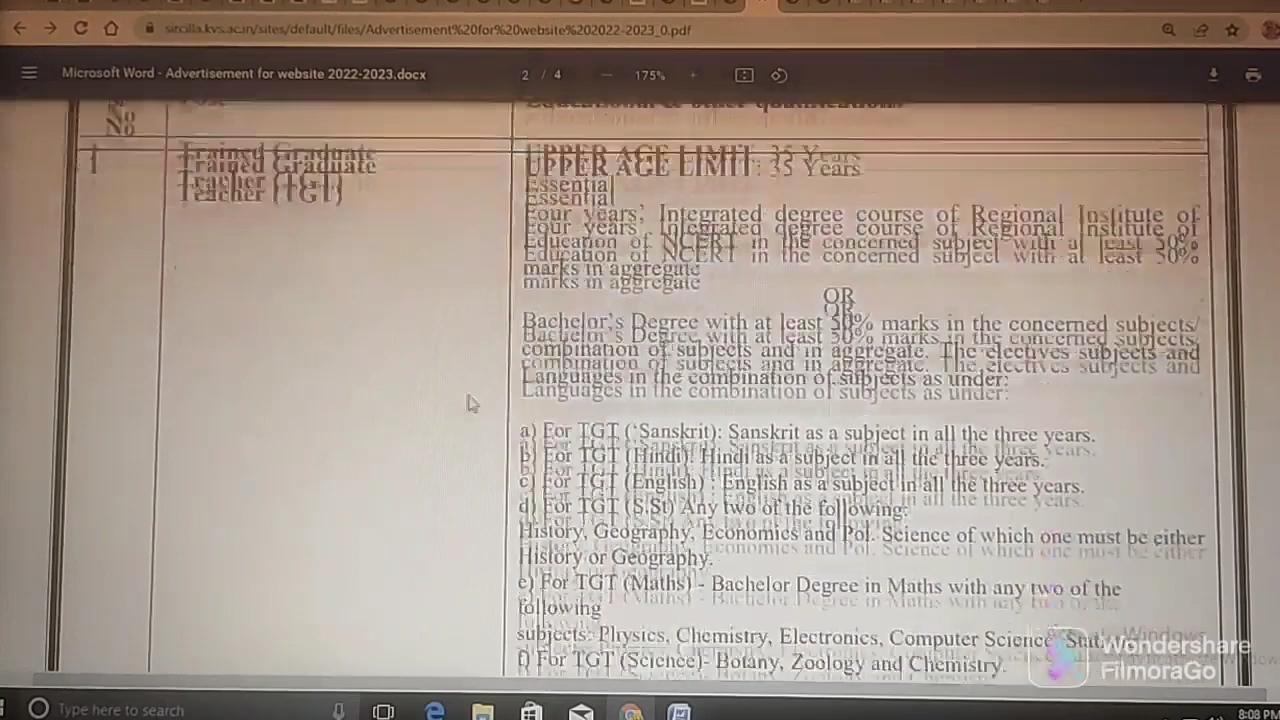 sircilla.kvs.ac.in/sites/default/files/Advertisement%20for%20website%202022-2023_0.pdf
Microsoft Word - Advertisement for website 2022-2023.docx
2 / 4
175%
No
Educational & other qualifications
1
Trained Graduate
Teacher (TGT)
UPPER AGE LIMIT: 35 Years
Essential
Four years' Integrated degree course of Regional Institute of
Education of NCERT in the concerned subject with at least 50%
marks in aggregate
OR
Bachelor's Degree with at least 50% marks in the concerned subjects/
combination of subjects and in aggregate. The electives subjects and
Languages in the combination of subjects as under:
a) For TGT ('Sanskrit): Sanskrit as a subject in all the three years.
b) For TGT (Hindi): Hindi as a subject in all the three years.
c) For TGT (English) : English as a subject in all the three years.
d) For TGT (S.St) Any two of the following:
History, Geography, Economics and Pol. Science of which one must be either
History or Geography.
e) For TGT (Maths) - Bachelor Degree in Maths with any two of the
following
subjects: Physics, Chemistry, Electronics, Computer Science,
f) For TGT (Science)- Botany, Zoology and Chemistry.
Wondershare
FilmoraGo
Type here to search
8:08 PM